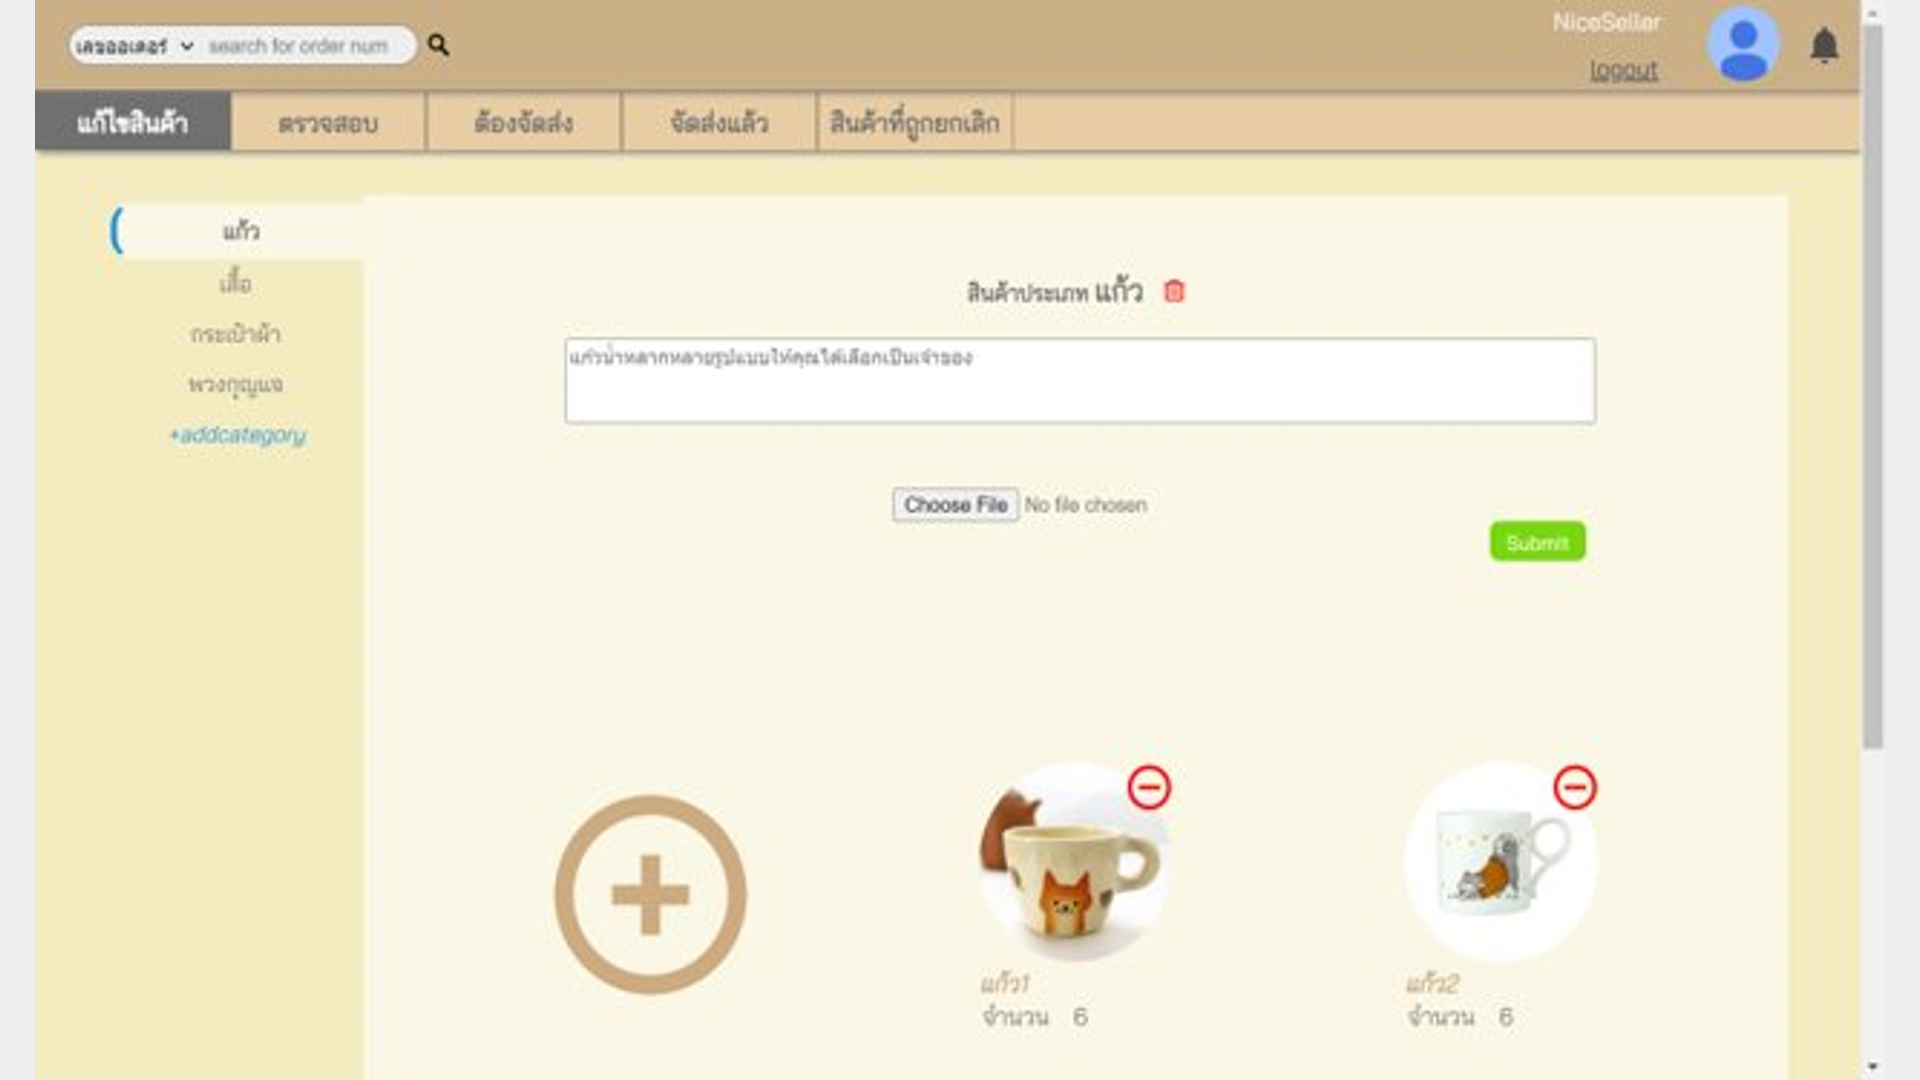 เลขออเดอร์ search for order num
NiceSeller
logout
แก้ไขสินค้า ตรวจสอบ ต้องจัดส่ง จัดส่งแล้ว สินค้าที่ถูกยกเลิก
แก้ว
เสื้อ
กระเป๋าผ้า
พวงกุญแจ
+addcategory
สินค้าประเภท แก้ว
แก้วน้ำหลากหลายรูปแบบให้คุณได้เลือกเป็นเจ้าของ
Choose File No file chosen
Submit
แก้ว1 แก้ว2
จำนวน 6 จำนวน 6